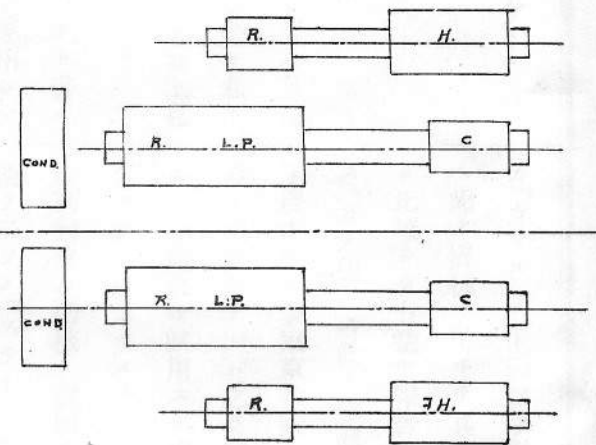 R. H.
R. L.P. C
COND.
R. L.P. C
COND.
R. F H.